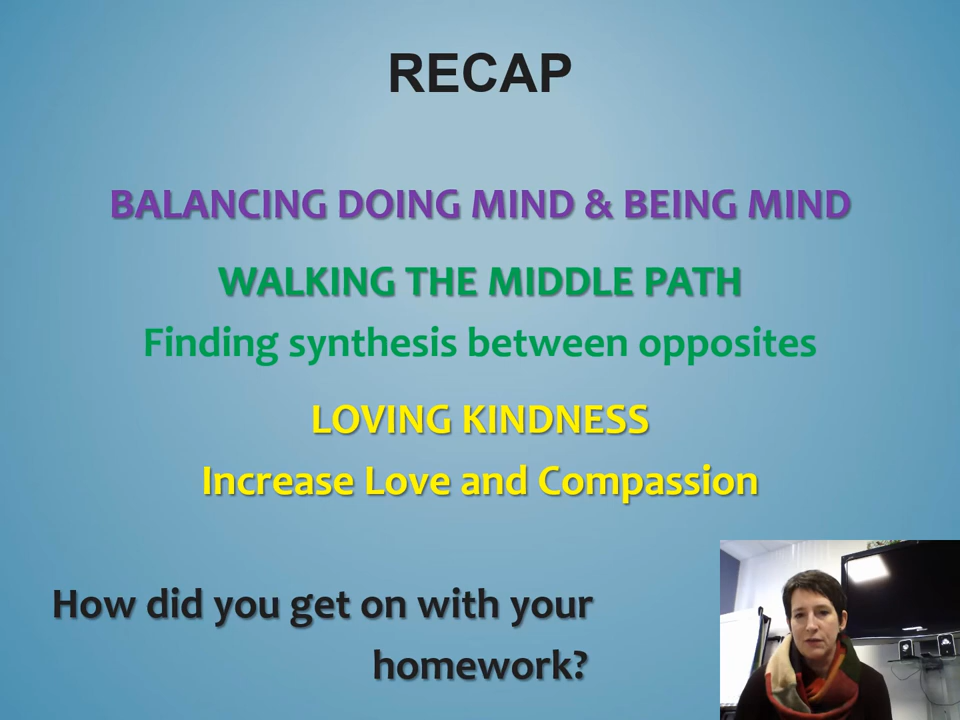 RECAP
BALANCING DOING MIND & BEING MIND
WALKING THE MIDDLE PATH
Finding synthesis between opposites
LOVING KINDNESS
Increase Love and Compassion
How did you get on with your
homework?